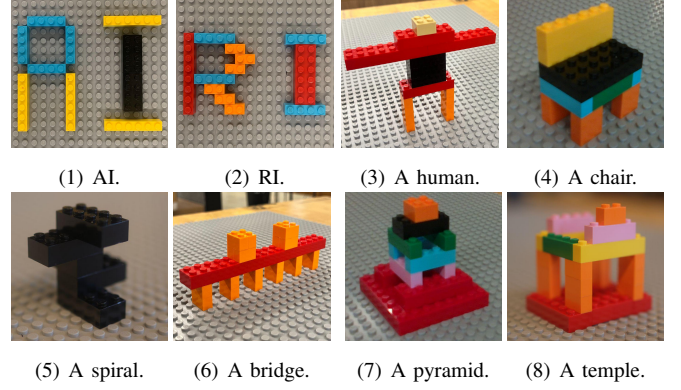 (1) AI.
(2) RI.
(3) A human.
(4) A chair.
(5) A spiral.
(6) A bridge.
(7) A pyramid.
(8) A temple.